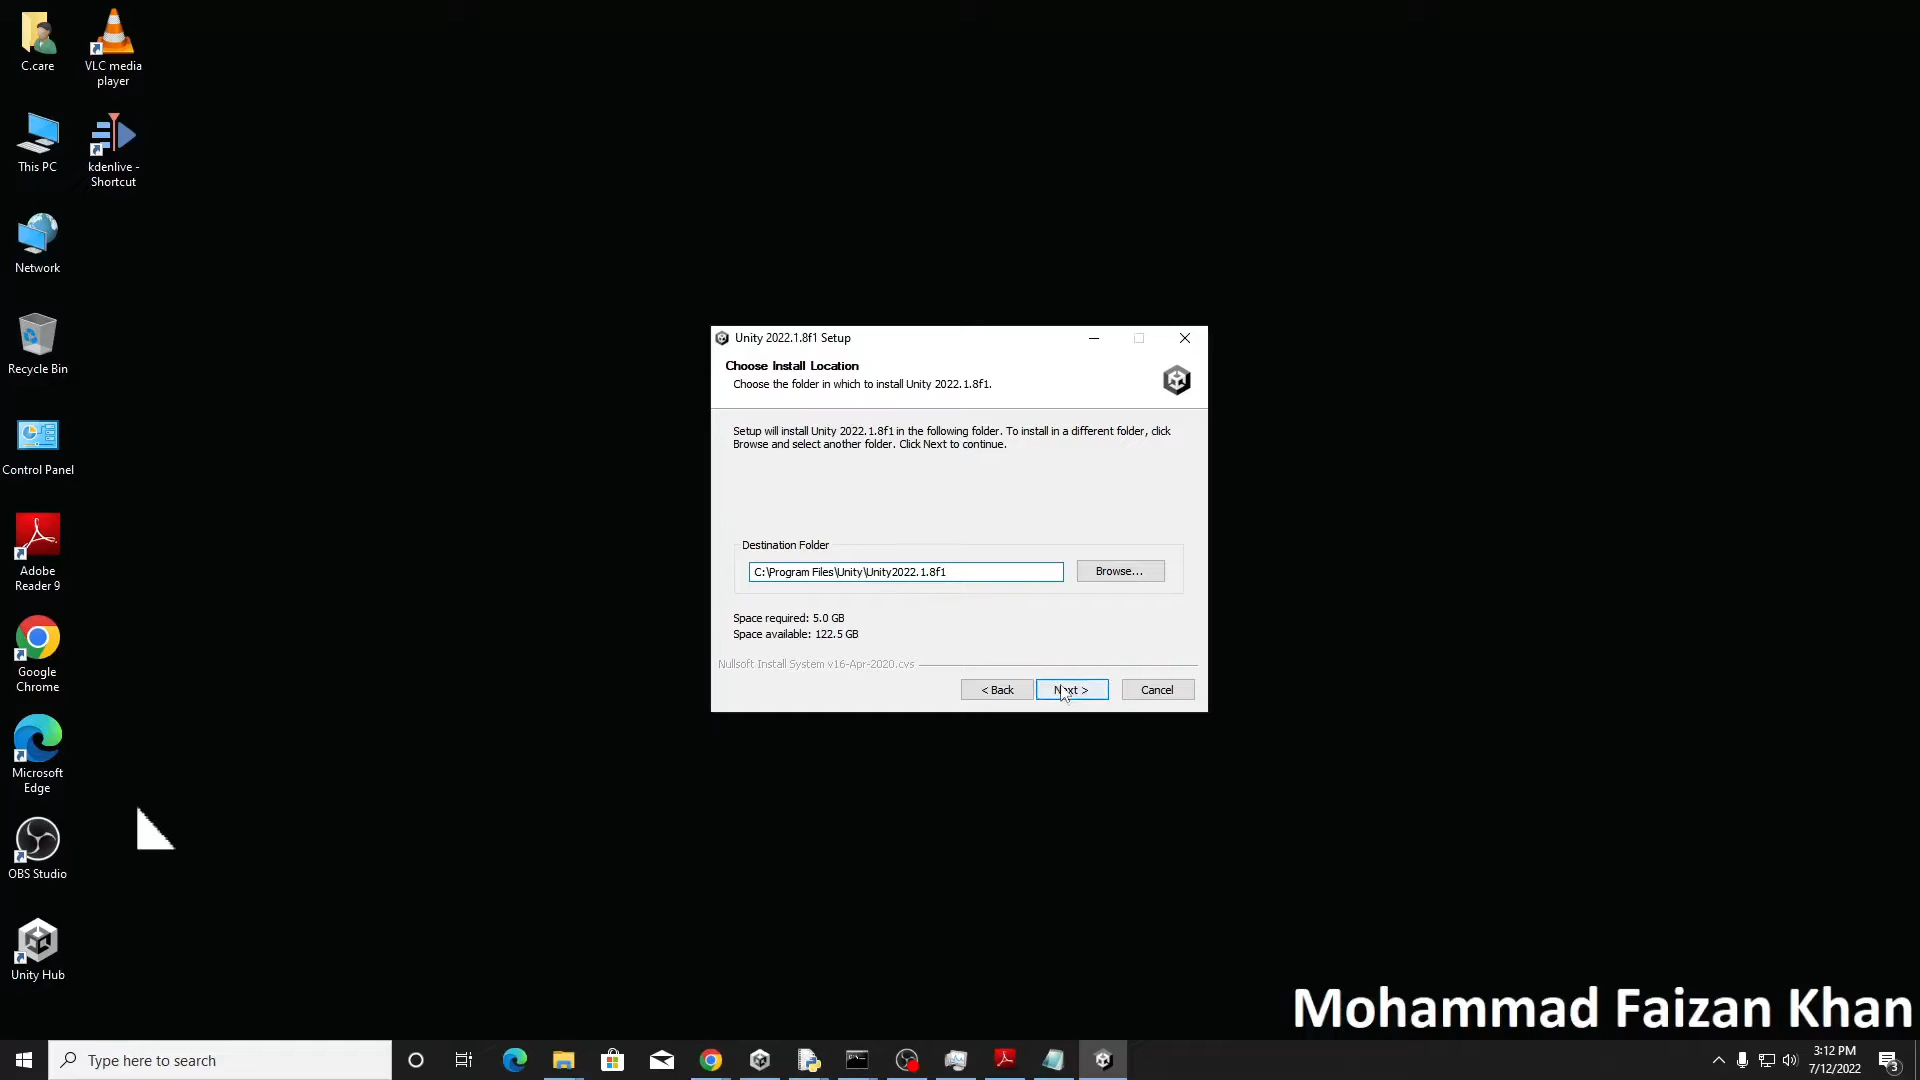 C.care
VLC media
player
This PC
kdenlive -
Shortcut
Network
Recycle Bin
Control Panel
Adobe
Reader 9
Google
Chrome
Microsoft
Edge
OBS Studio
Unity Hub
Unity 2022.1.8f1 Setup
Choose Install Location
Choose the folder in which to install Unity 2022.1.8f1.
Setup will install Unity 2022.1.8f1 in the following folder. To install in a different folder, click
Browse and select another folder. Click Next to continue.
Destination Folder
C:\Program Files\Unity\Unity2022.1.8f1
Browse...
Space required: 5.0 GB
Space available: 122.5 GB
Nullsoft Install System v16-Apr-2020.cvs
< Back
Next >
Cancel
Mohammad Faizan Khan
Type here to search
3:12 PM
7/12/2022
3